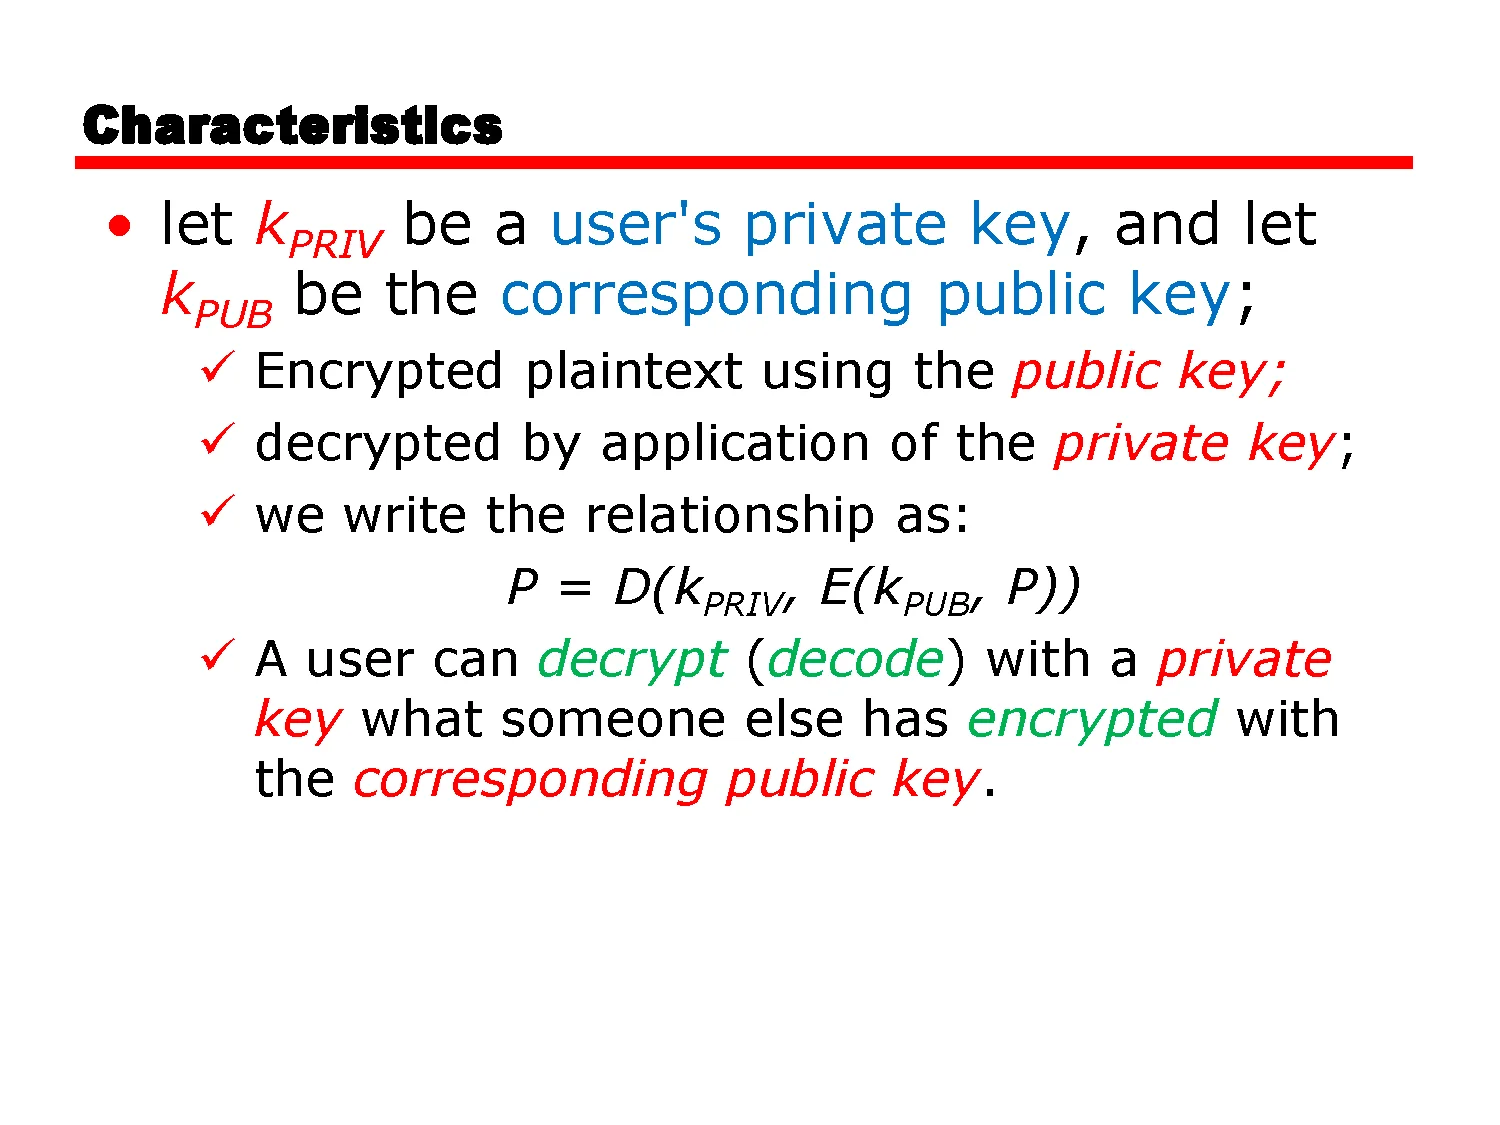 Characteristics
• let kPRIV be a user's private key, and let
kPUB be the corresponding public key;
✓ Encrypted plaintext using the public key;
✓ decrypted by application of the private key;
✓ we write the relationship as:
P = D(kPRIV, E(kPUB, P))
✓ A user can decrypt (decode) with a private
key what someone else has encrypted with
the corresponding public key.